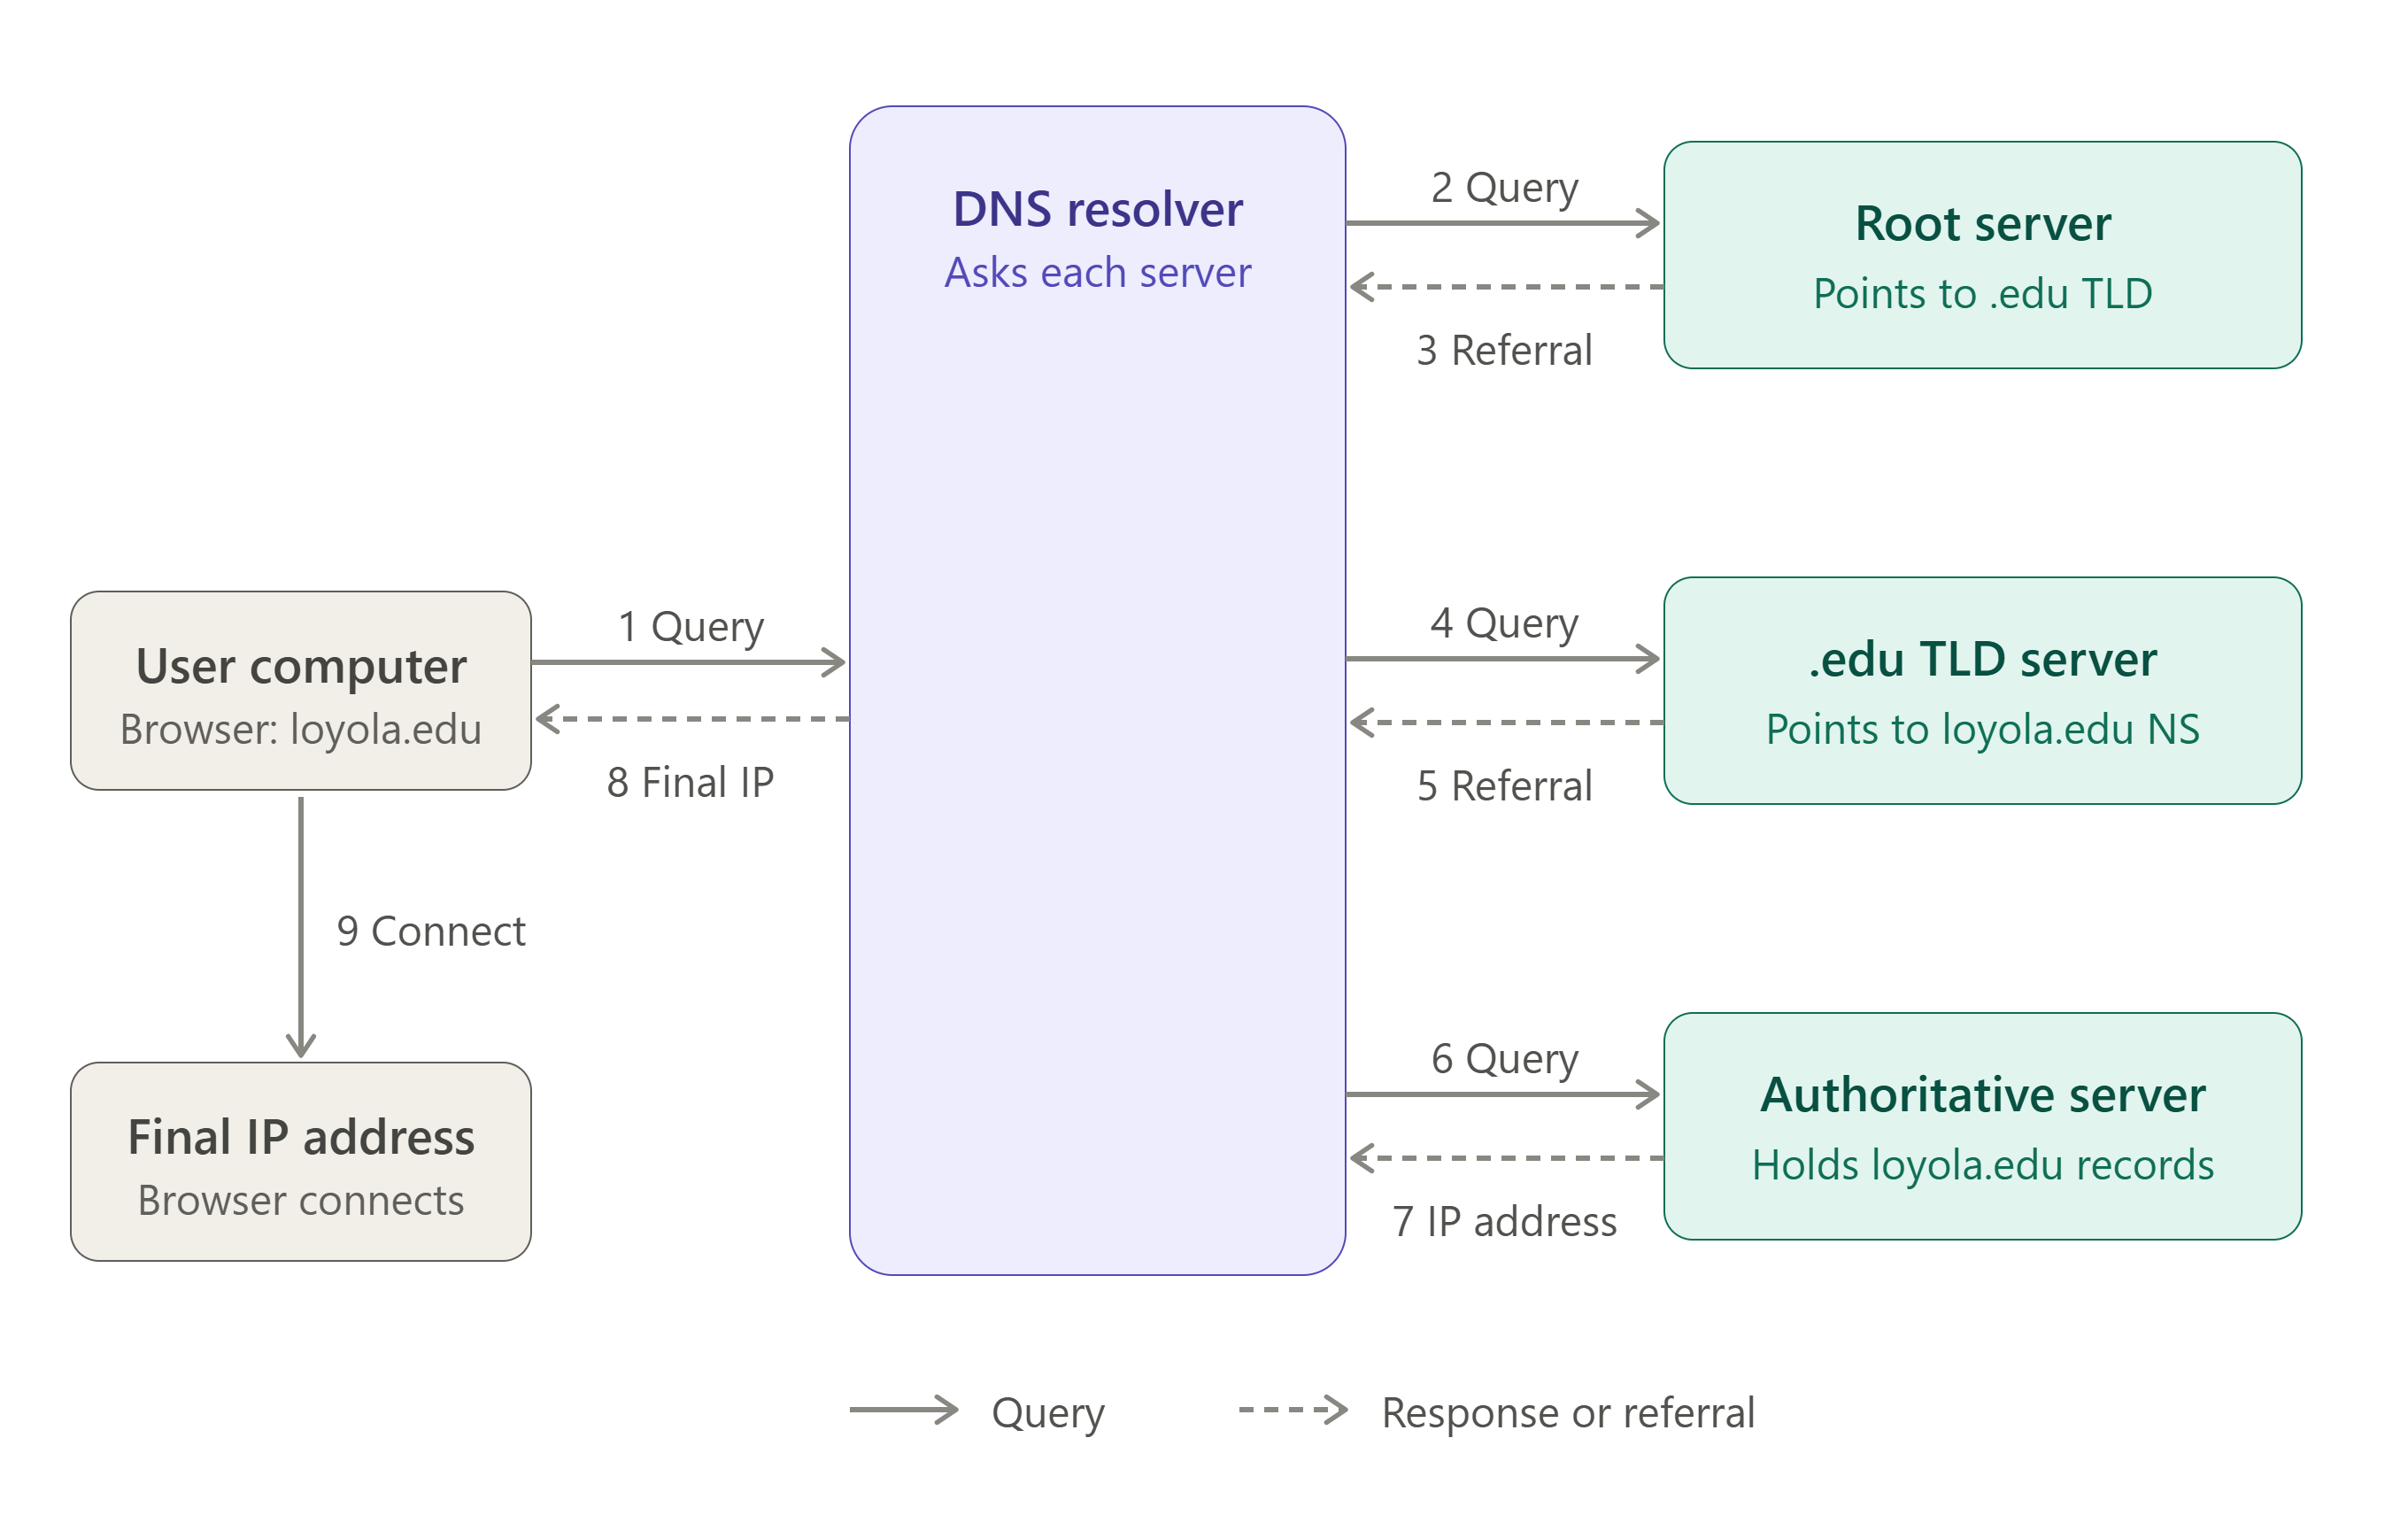 DNS resolver
Asks each server
2 Query
3 Referral
Root server
Points to .edu TLD
User computer
Browser: loyola.edu
1 Query
8 Final IP
4 Query
5 Referral
.edu TLD server
Points to loyola.edu NS
9 Connect
Final IP address
Browser connects
6 Query
7 IP address
Authoritative server
Holds loyola.edu records
Query
Response or referral